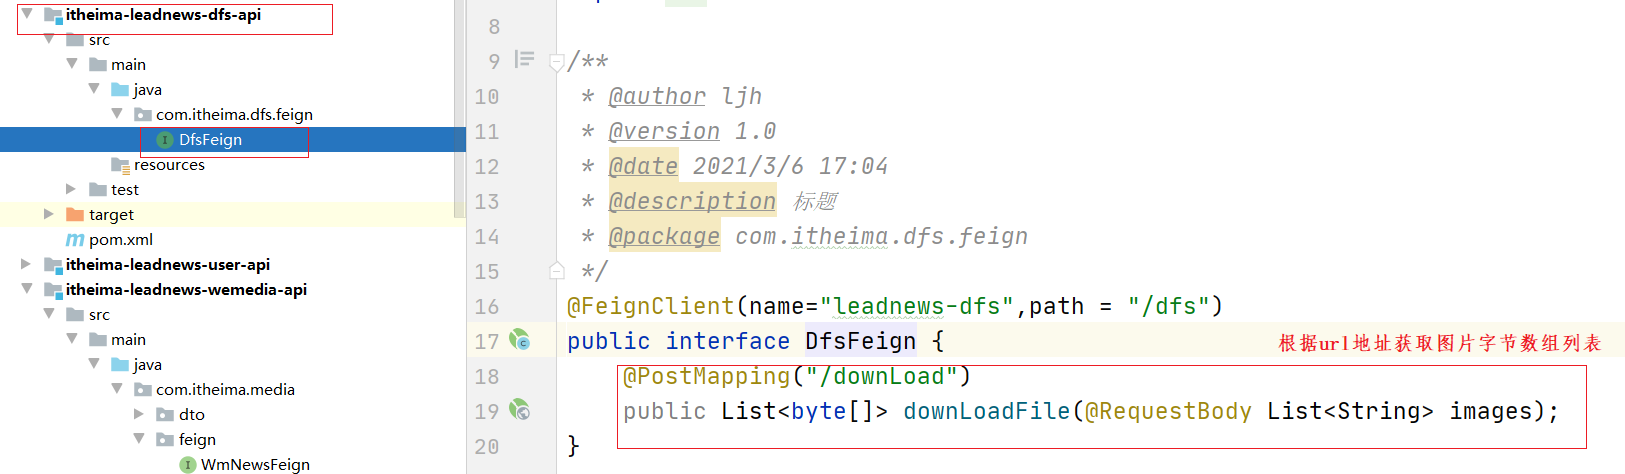 itheima-leadnews-dfs-api
src
main
java
com.itheima.dfs.feign
DfsFeign
resources
test
target
pom.xml
itheima-leadnews-user-api
itheima-leadnews-wemedia-api
src
main
java
com.itheima.media
dto
feign
WmNewsFeign
8
9 /**
10 * @author ljh
11 * @version 1.0
12 * @date 2021/3/6 17:04
13 * @description 标题
14 * @package com.itheima.dfs.feign
15 */
16 @FeignClient(name="leadnews-dfs",path = "/dfs")
17 public interface DfsFeign { 根据url地址获取图片字节数组列表
18 @PostMapping("/downLoad")
19 public List<byte[]> downLoadFile(@RequestBody List<String> images);
20 }